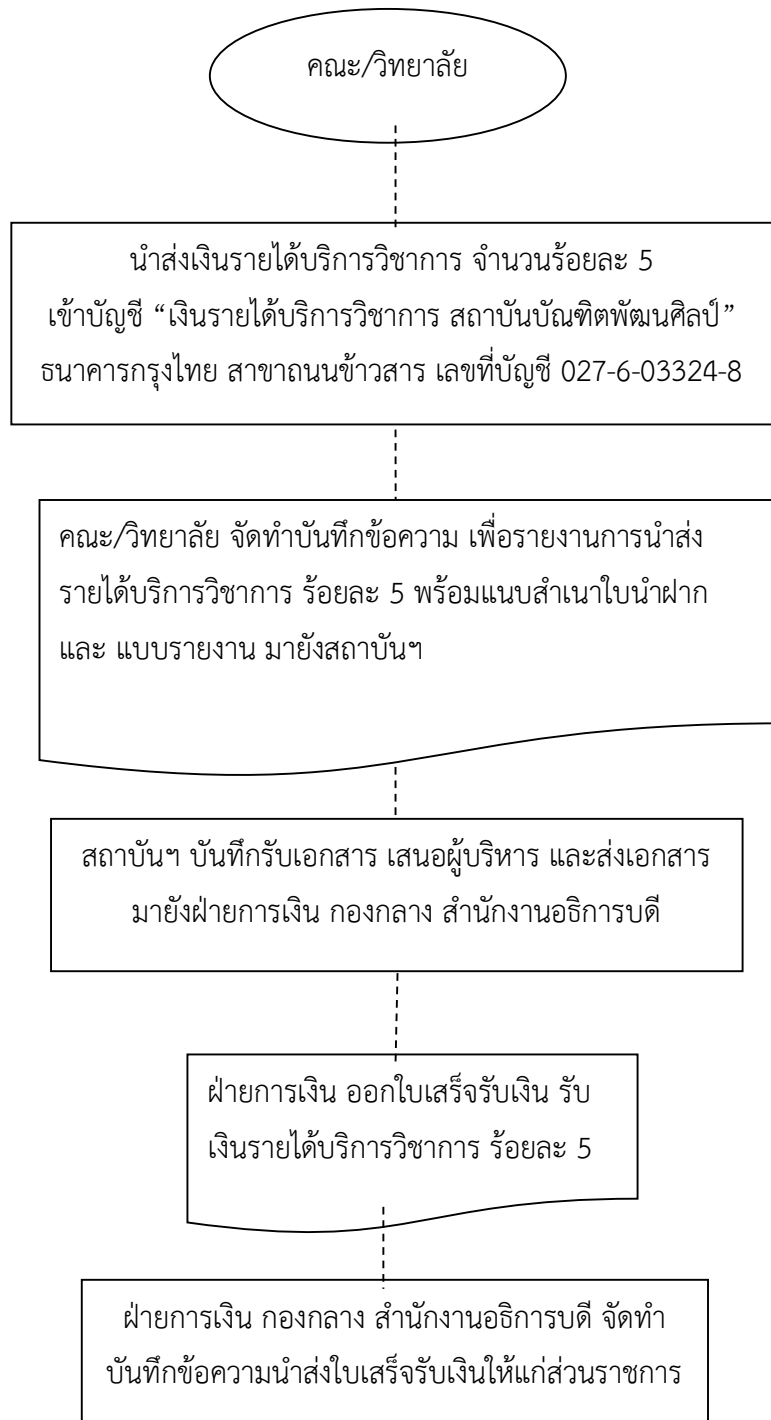 คณะ/วิทยาลัย
นำส่งเงินรายได้บริการวิชาการ จำนวนร้อยละ 5
เข้าบัญชี “เงินรายได้บริการวิชาการ สถาบันบัณฑิตพัฒนศิลป์”
ธนาคารกรุงไทย สาขาถนนข้าวสาร เลขที่บัญชี 027-6-03324-8
คณะ/วิทยาลัย จัดทำบันทึกข้อความ เพื่อรายงานการนำส่ง
รายได้บริการวิชาการ ร้อยละ 5 พร้อมแนบสำเนาใบนำฝาก
และ แบบรายงาน มายังสถาบันฯ
สถาบันฯ บันทึกรับเอกสาร เสนอผู้บริหาร และส่งเอกสาร
มายังฝ่ายการเงิน กองกลาง สำนักงานอธิการบดี
ฝ่ายการเงิน ออกใบเสร็จรับเงิน รับ
เงินรายได้บริการวิชาการ ร้อยละ 5
ฝ่ายการเงิน กองกลาง สำนักงานอธิการบดี จัดทำ
บันทึกข้อความนำส่งใบเสร็จรับเงินให้แก่ส่วนราชการ